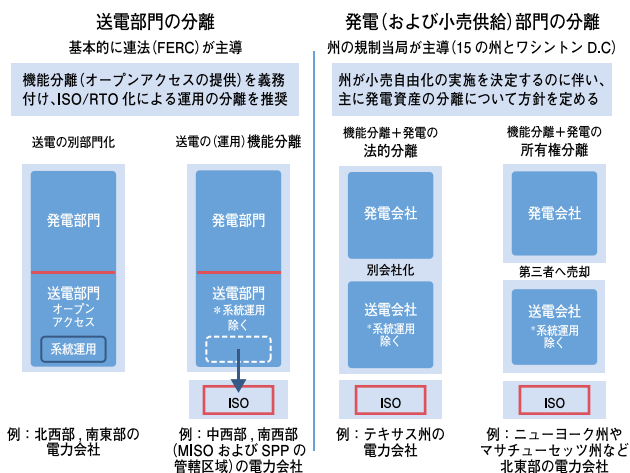 送電部門の分離
基本的に連法(FERC)が主導
機能分離(オープンアクセスの提供)を義務
付け、ISO/RTO 化による運用の分離を推奨
送電の別部門化
発電部門
送電部門
オープン
アクセス
系統運用
例：北西部，南東部の
電力会社
送電の(運用)機能分離
発電部門
送電部門
＊系統運用
除く
ISO
例：中西部，南西部
(MISO および SPP の
管轄区域)の電力会社
発電(および小売供給)部門の分離
州の規制当局が主導(15 の州とワシントン D.C)
州が小売自由化の実施を決定するのに伴い、
主に発電資産の分離について方針を定める
機能分離＋発電の
法的分離
発電会社
別会社化
送電会社
*系統運用
除く
ISO
例：テキサス州の
電力会社
機能分離＋発電の
所有権分離
発電会社
第三者へ売却
送電会社
*系統運用
除く
ISO
例：ニューヨーク州や
マサチューセッツ州など
北東部の電力会社